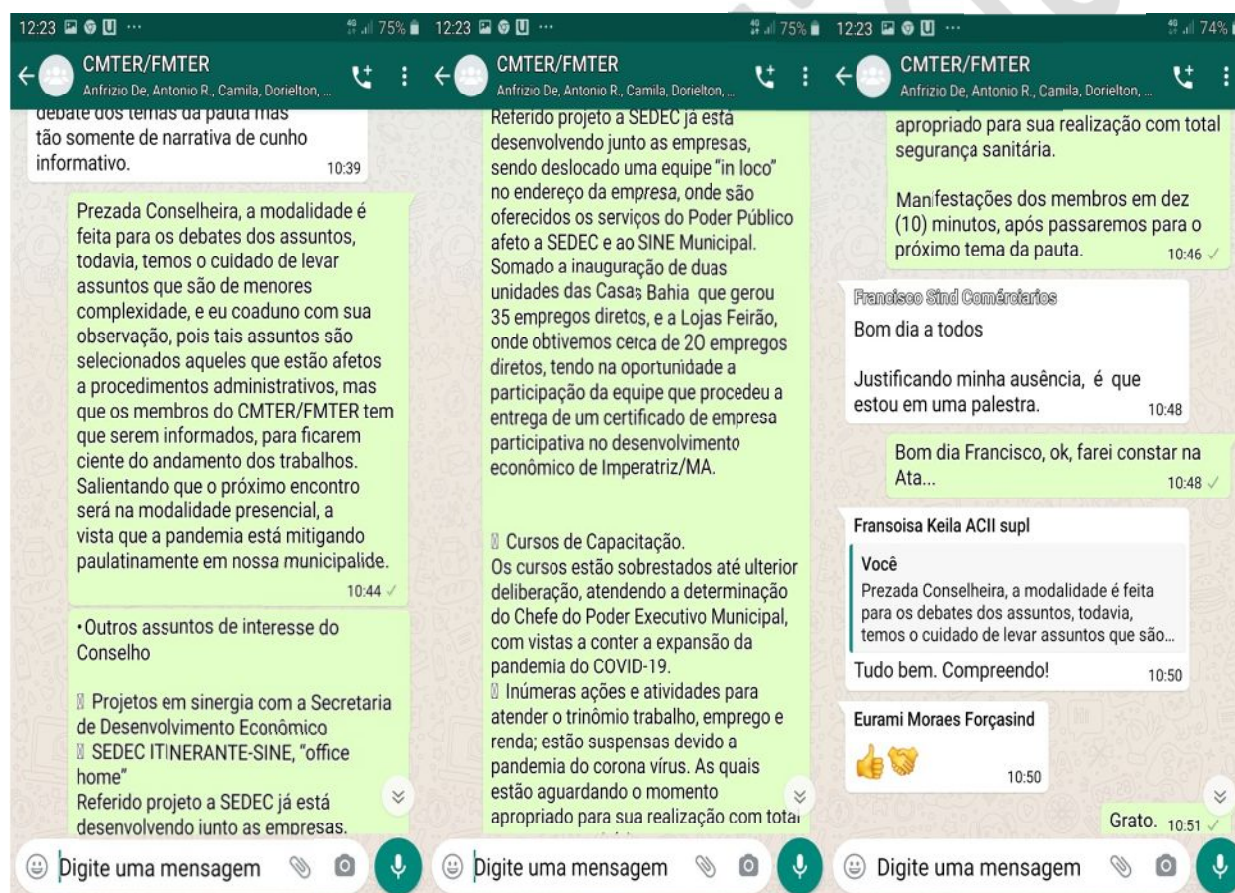 12:23 ... 4G 75%
CMTER/FMTER
Anfrizio De, Antonio R., Camila, Dorielton, ...
debate dos temas da pauta mas
tão somente de narrativa de cunho
informativo.
10:39
Prezada Conselheira, a modalidade é
feita para os debates dos assuntos,
todavia, temos o cuidado de levar
assuntos que são de menores
complexidade, e eu coaduno com sua
observação, pois tais assuntos são
selecionados aqueles que estão afetos
a procedimentos administrativos, mas
que os membros do CMTER/FMTER tem
que serem informados, para ficarem
ciente do andamento dos trabalhos.
Salientando que o próximo encontro
será na modalidade presencial, a
vista que a pandemia está mitigando
paulatinamente em nossa municipalide.
10:44
•Outros assuntos de interesse do
Conselho
Projetos em sinergia com a Secretaria
de Desenvolvimento Econômico
SEDEC ITINERANTE-SINE, “office
home”
Referido projeto a SEDEC já está
desenvolvendo junto as empresas,
Digite uma mensagem
12:23 ... 4G 75%
CMTER/FMTER
Anfrizio De, Antonio R., Camila, Dorielton, ...
Referido projeto a SEDEC já está
desenvolvendo junto as empresas,
sendo deslocado uma equipe “in loco”
no endereço da empresa, onde são
oferecidos os serviços do Poder Público
afeto a SEDEC e ao SINE Municipal.
Somado a inauguração de duas
unidades das Casas Bahia que gerou
35 empregos diretos, e a Lojas Feirão,
onde obtivemos cerca de 20 empregos
diretos, tendo na oportunidade a
participação da equipe que procedeu a
entrega de um certificado de empresa
participativa no desenvolvimento
econômico de Imperatriz/MA.
Cursos de Capacitação.
Os cursos estão sobrestados até ulterior
deliberação, atendendo a determinação
do Chefe do Poder Executivo Municipal,
com vistas a conter a expansão da
pandemia do COVID-19.
Inúmeras ações e atividades para
atender o trinômio trabalho, emprego e
renda; estão suspensas devido a
pandemia do corona vírus. As quais
estão aguardando o momento
apropriado para sua realização com total
Digite uma mensagem
12:23 ... 4G 74%
CMTER/FMTER
Anfrizio De, Antonio R., Camila, Dorielton, ...
apropriado para sua realização com total
segurança sanitária.
Manifestações dos membros em dez
(10) minutos, após passaremos para o
próximo tema da pauta.
10:46
Francisco Sind Comérciarios
Bom dia a todos
Justificando minha ausência, é que
estou em uma palestra.
10:48
Bom dia Francisco, ok, farei constar na
Ata...
10:48
Fransoisa Keila ACII supl
Você
Prezada Conselheira, a modalidade é feita
para os debates dos assuntos, todavia,
temos o cuidado de levar assuntos que são...
Tudo bem. Compreendo!
10:50
Eurami Moraes Forçasind
10:50
Grato. 10:51
Digite uma mensagem